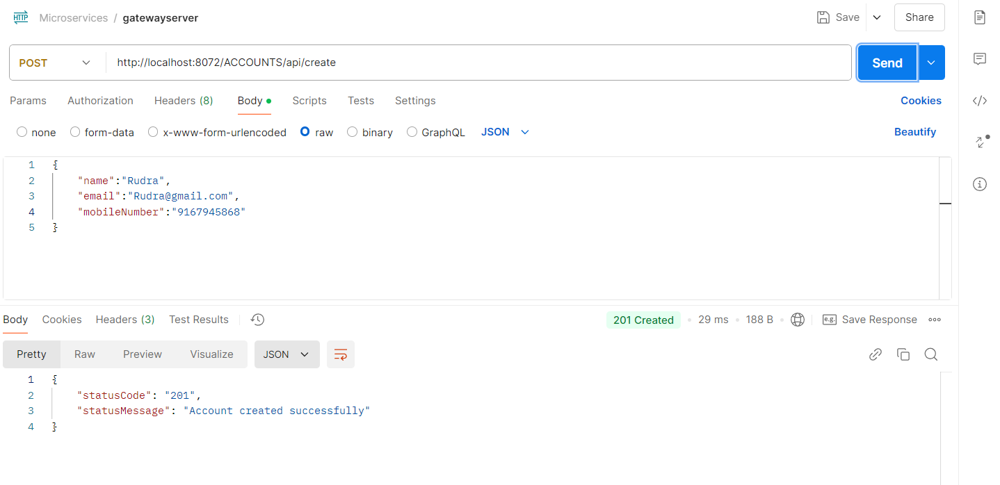 HTTP Microservices / gatewayserver Save Share
POST http://localhost:8072/ACCOUNTS/api/create Send
Params Authorization Headers (8) Body Scripts Tests Settings Cookies
none form-data x-www-form-urlencoded raw binary GraphQL JSON Beautify
1 {
2 "name":"Rudra",
3 "email":"Rudra@gmail.com",
4 "mobileNumber":"9167945868"
5 }
Body Cookies Headers (3) Test Results 201 Created 29 ms 188 B e.g. Save Response
Pretty Raw Preview Visualize JSON
1 {
2 "statusCode": "201",
3 "statusMessage": "Account created successfully"
4 }